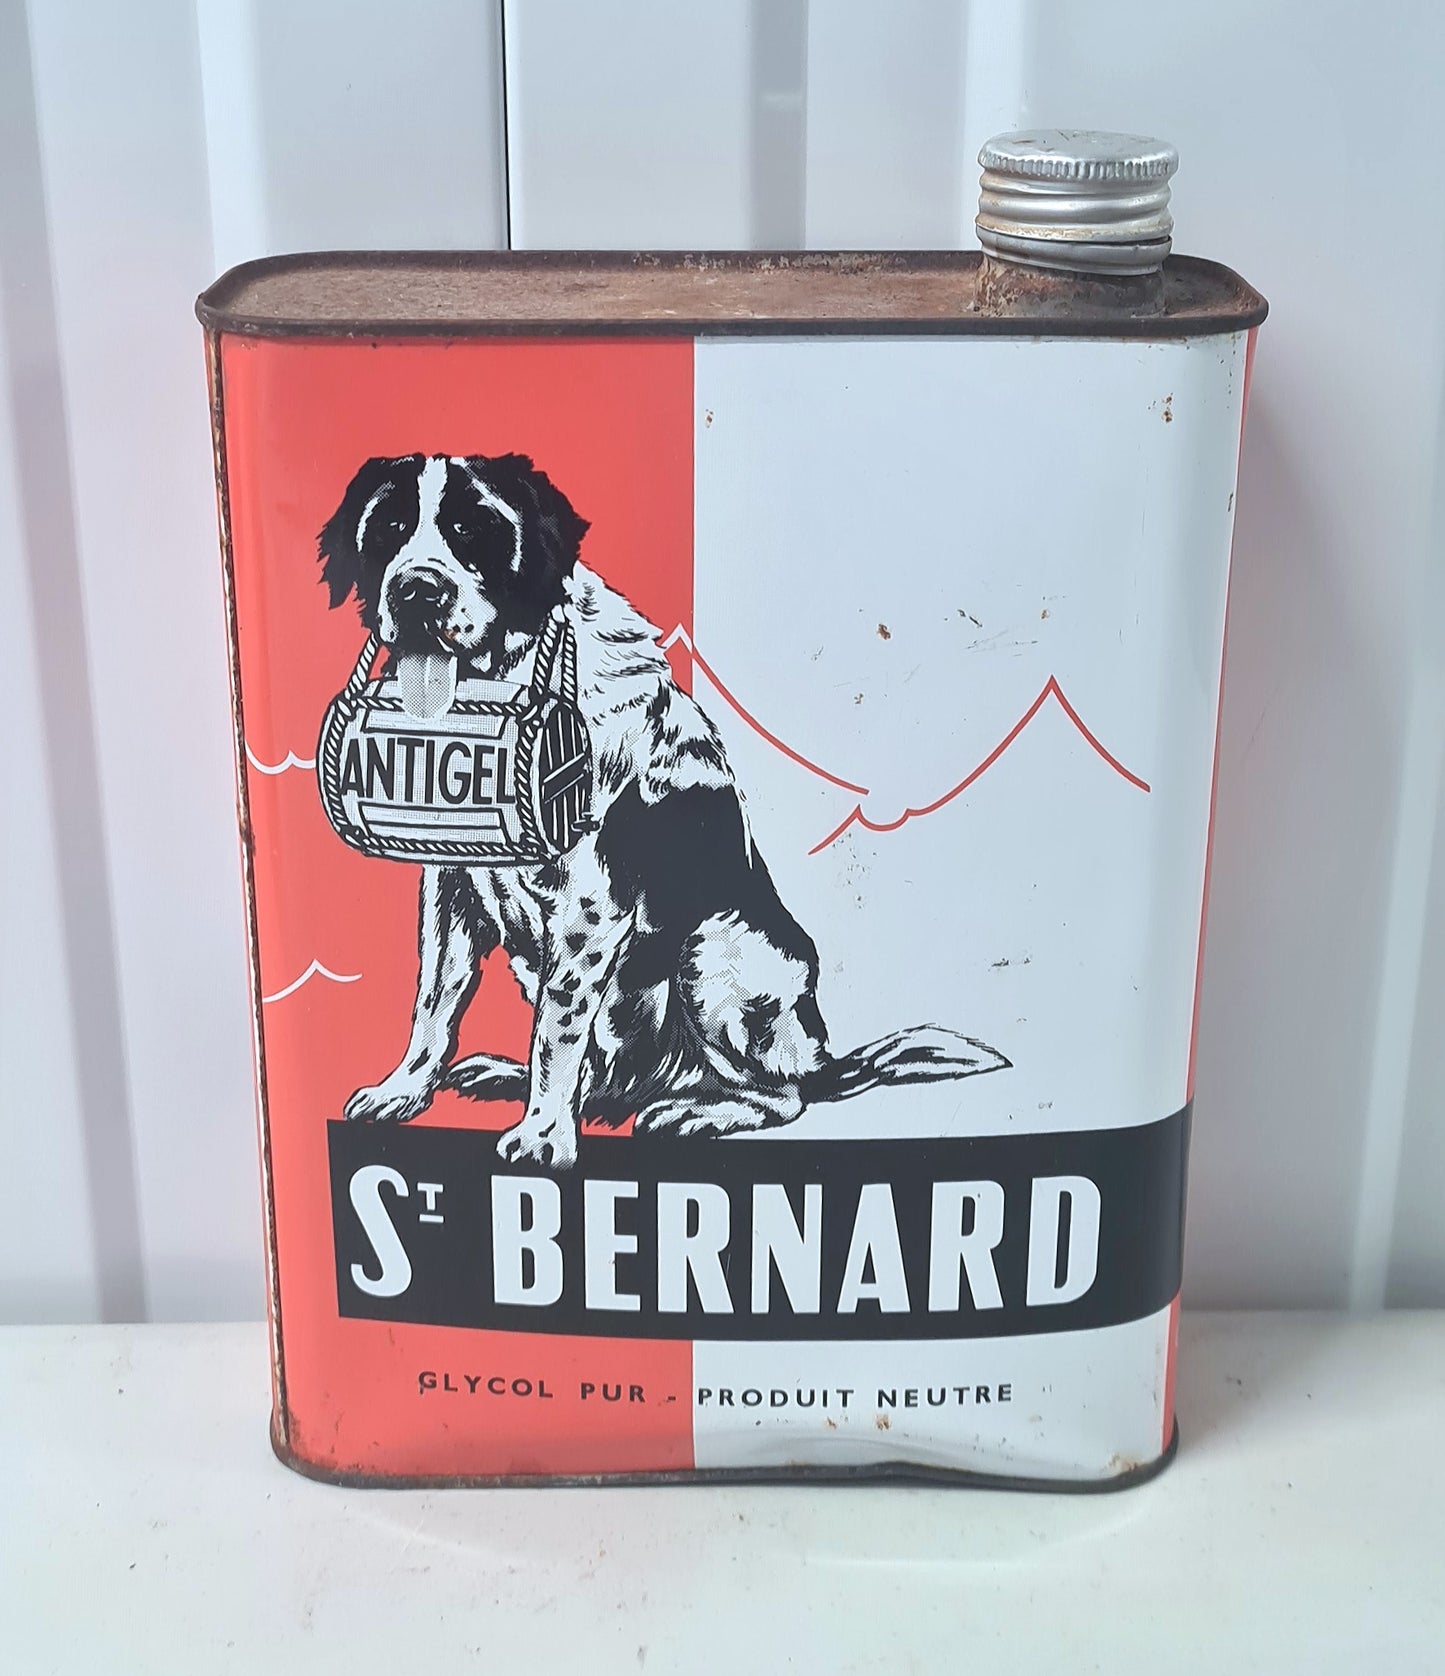 ANTIGEL
ST BERNARD
GLYCOL PUR - PRODUIT NEUTRE